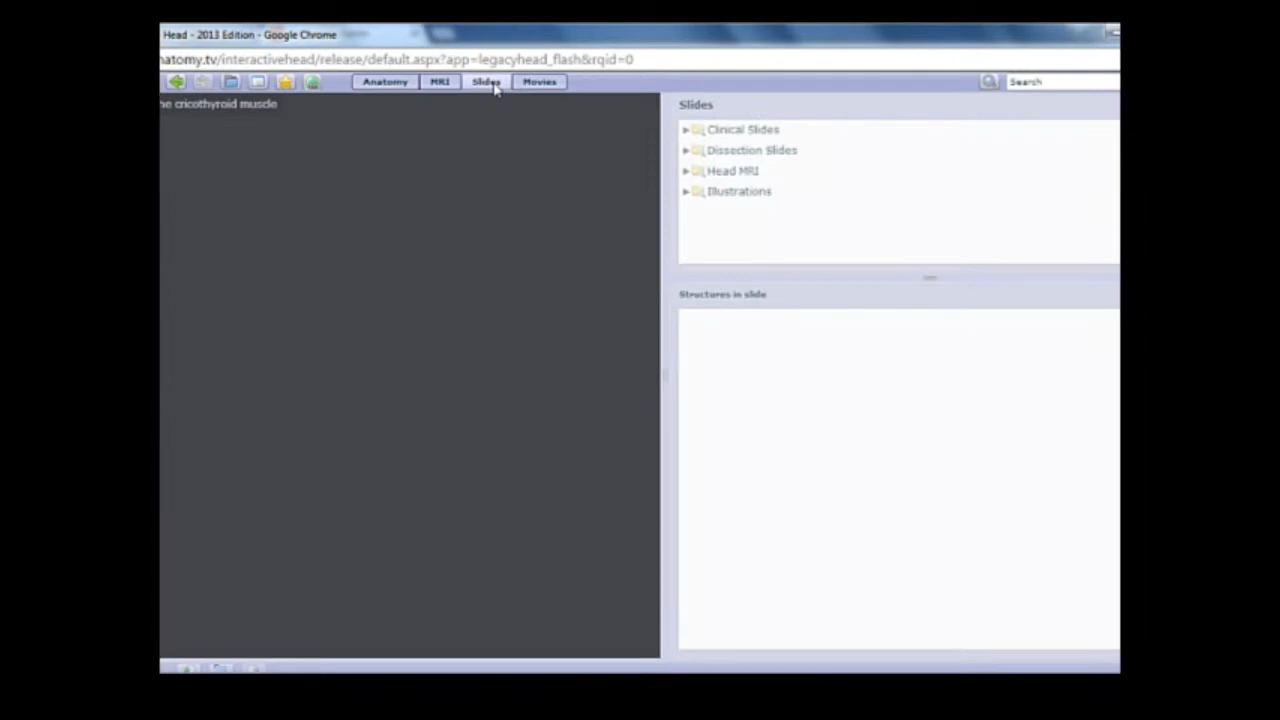 Head - 2013 Edition - Google Chrome
natomy.tv/interactivehead/release/default.aspx?app=legacyhead_flash&rqid=0
Anatomy MRI Slides Movies Search
he cricothyroid muscle
Slides
Clinical Slides
Dissection Slides
Head MRI
Illustrations
Structures in slide